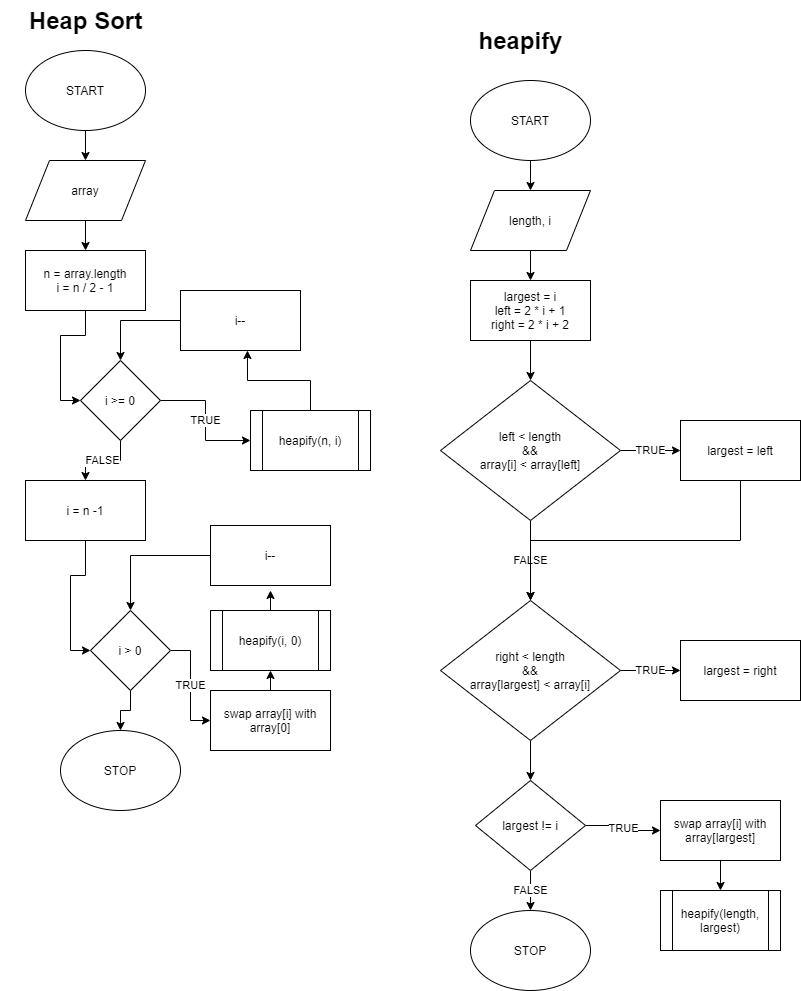 Heap Sort
START
array
n = array.length
i = n / 2 - 1
i--
i >= 0
TRUE
heapify(n, i)
FALSE
i = n -1
i--
heapify(i, 0)
i > 0
TRUE
swap array[i] with
array[0]
STOP
heapify
START
length, i
largest = i
left = 2 * i + 1
right = 2 * i + 2
left < length
&&
array[i] < array[left]
TRUE
largest = left
FALSE
right < length
&&
array[largest] < array[i]
TRUE
largest = right
largest != i
TRUE
swap array[i] with
array[largest]
FALSE
heapify(length,
largest)
STOP